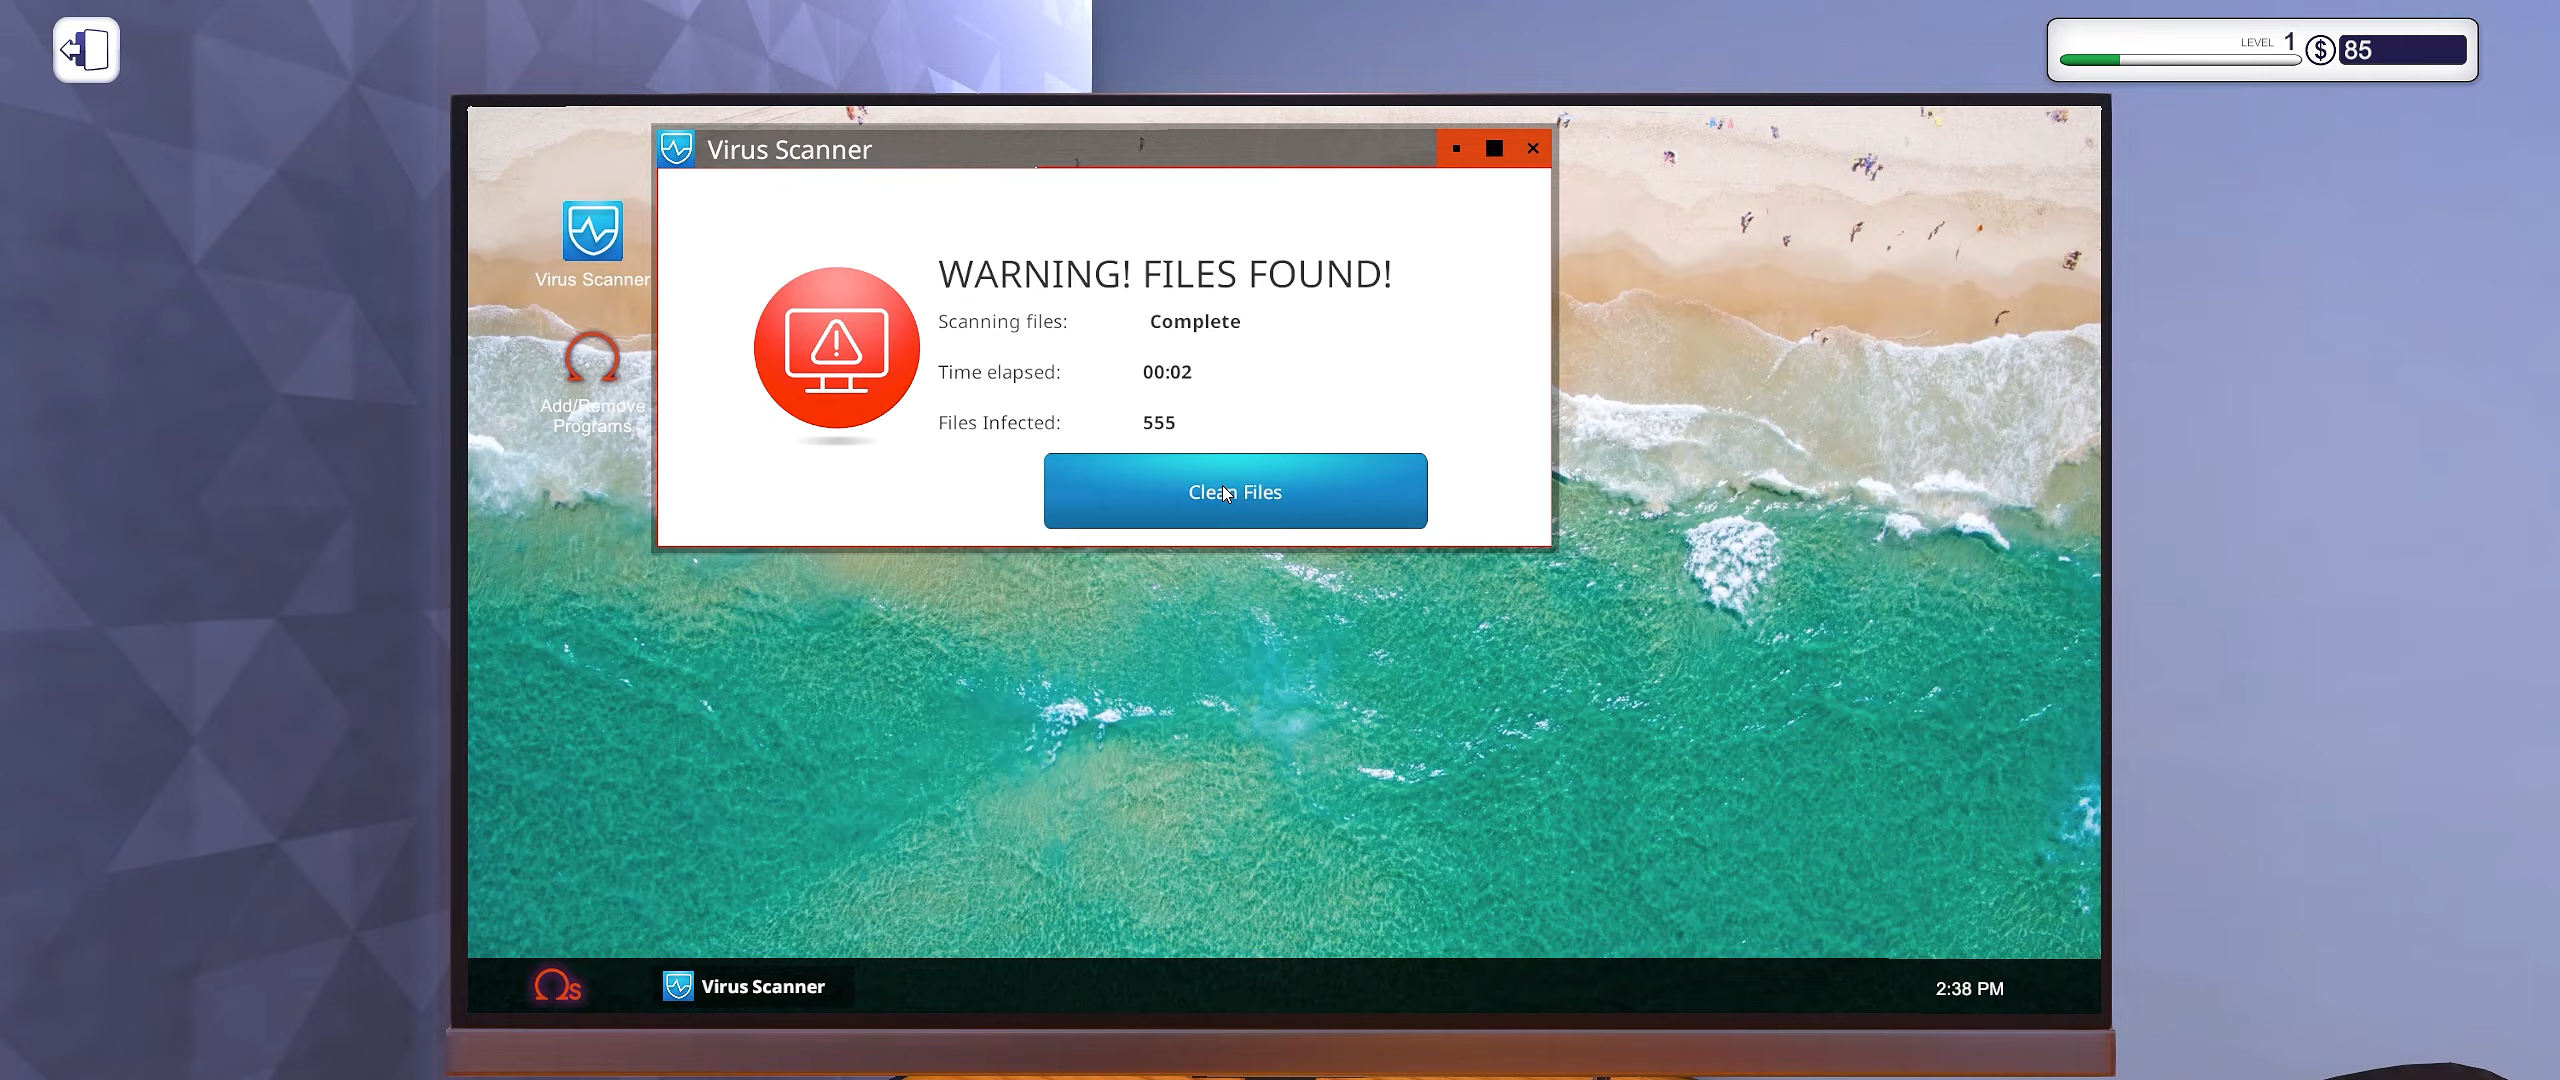 LEVEL 1 $ 85
Virus Scanner
Virus Scanner
WARNING! FILES FOUND!
Scanning files: Complete
Time elapsed: 00:02
Files Infected: 555
Clean Files
Add/Remove
Programs
Ωs
Virus Scanner
2:38 PM